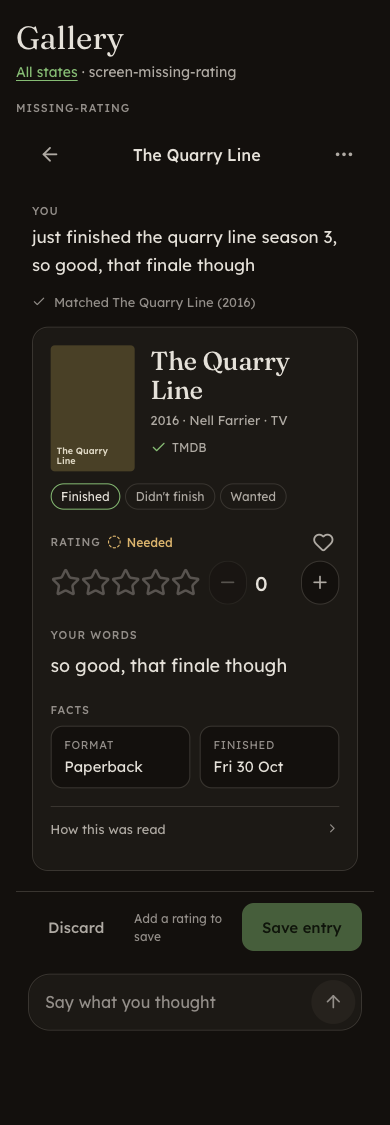 Gallery
All states · screen-missing-rating
MISSING-RATING
The Quarry Line
YOU
just finished the quarry line season 3,
so good, that finale though
Matched The Quarry Line (2016)
The Quarry
Line
2016 · Nell Farrier · TV
TMDB
The Quarry
Line
Finished
Didn't finish
Wanted
RATING
Needed
0
YOUR WORDS
so good, that finale though
FACTS
FORMAT
Paperback
FINISHED
Fri 30 Oct
How this was read
Discard
Add a rating to
save
Save entry
Say what you thought